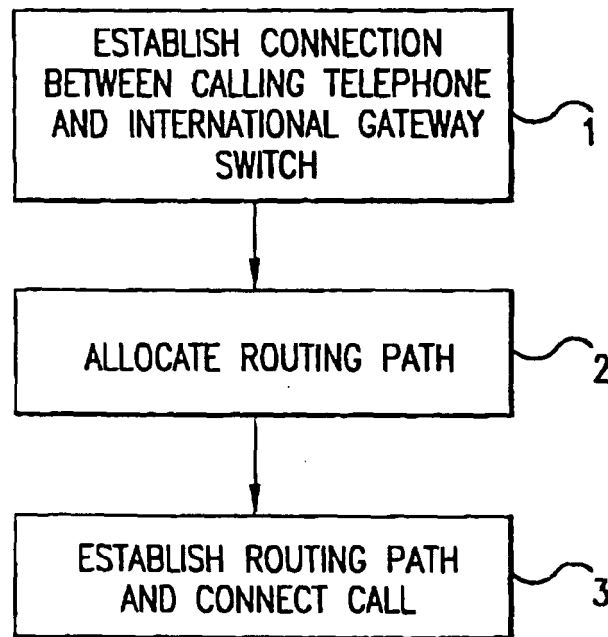 ESTABLISH CONNECTION
BETWEEN CALLING TELEPHONE
AND INTERNATIONAL GATEWAY
SWITCH
1
ALLOCATE ROUTING PATH
2
ESTABLISH ROUTING PATH
AND CONNECT CALL
3